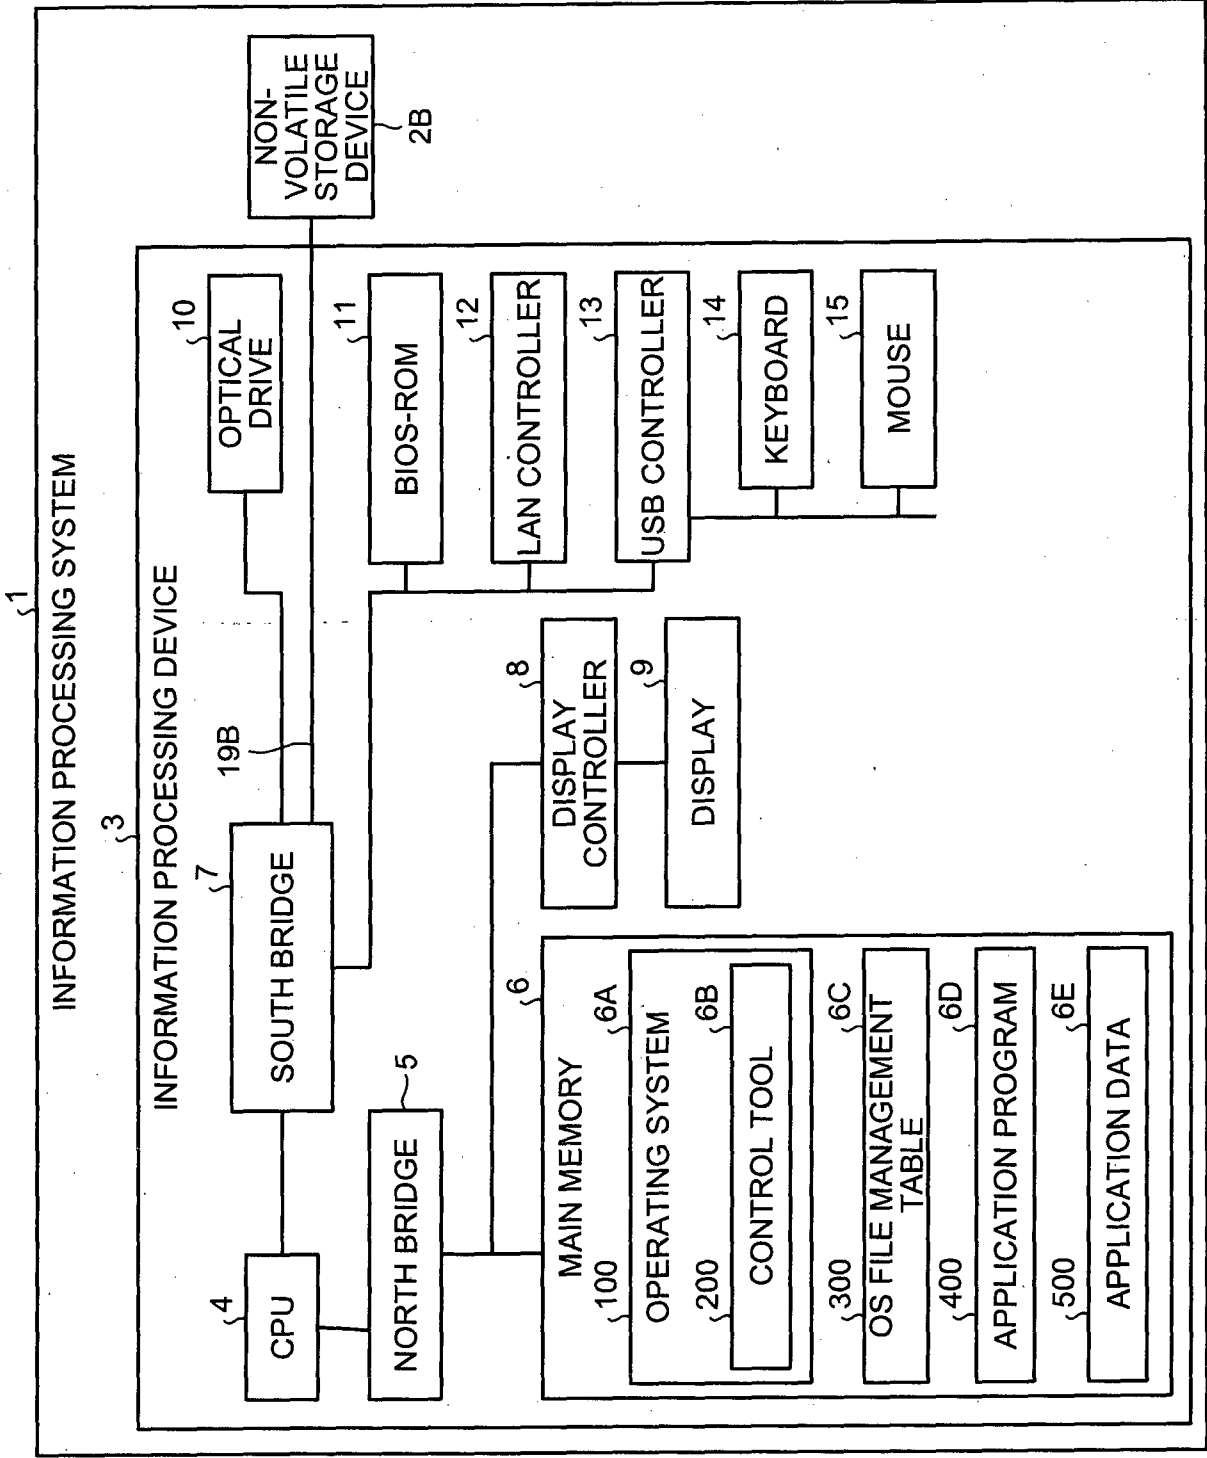 1
INFORMATION PROCESSING SYSTEM
3
INFORMATION PROCESSING DEVICE
4
CPU
7
SOUTH BRIDGE
19B
10
OPTICAL
DRIVE
NON-
VOLATILE
STORAGE
DEVICE
2B
5
NORTH BRIDGE
11
BIOS-ROM
12
LAN CONTROLLER
13
USB CONTROLLER
14
KEYBOARD
15
MOUSE
8
DISPLAY
CONTROLLER
9
DISPLAY
6
MAIN MEMORY
100
6A
OPERATING SYSTEM
200
6B
CONTROL TOOL
300
6C
OS FILE MANAGEMENT
TABLE
400
6D
APPLICATION PROGRAM
500
6E
APPLICATION DATA